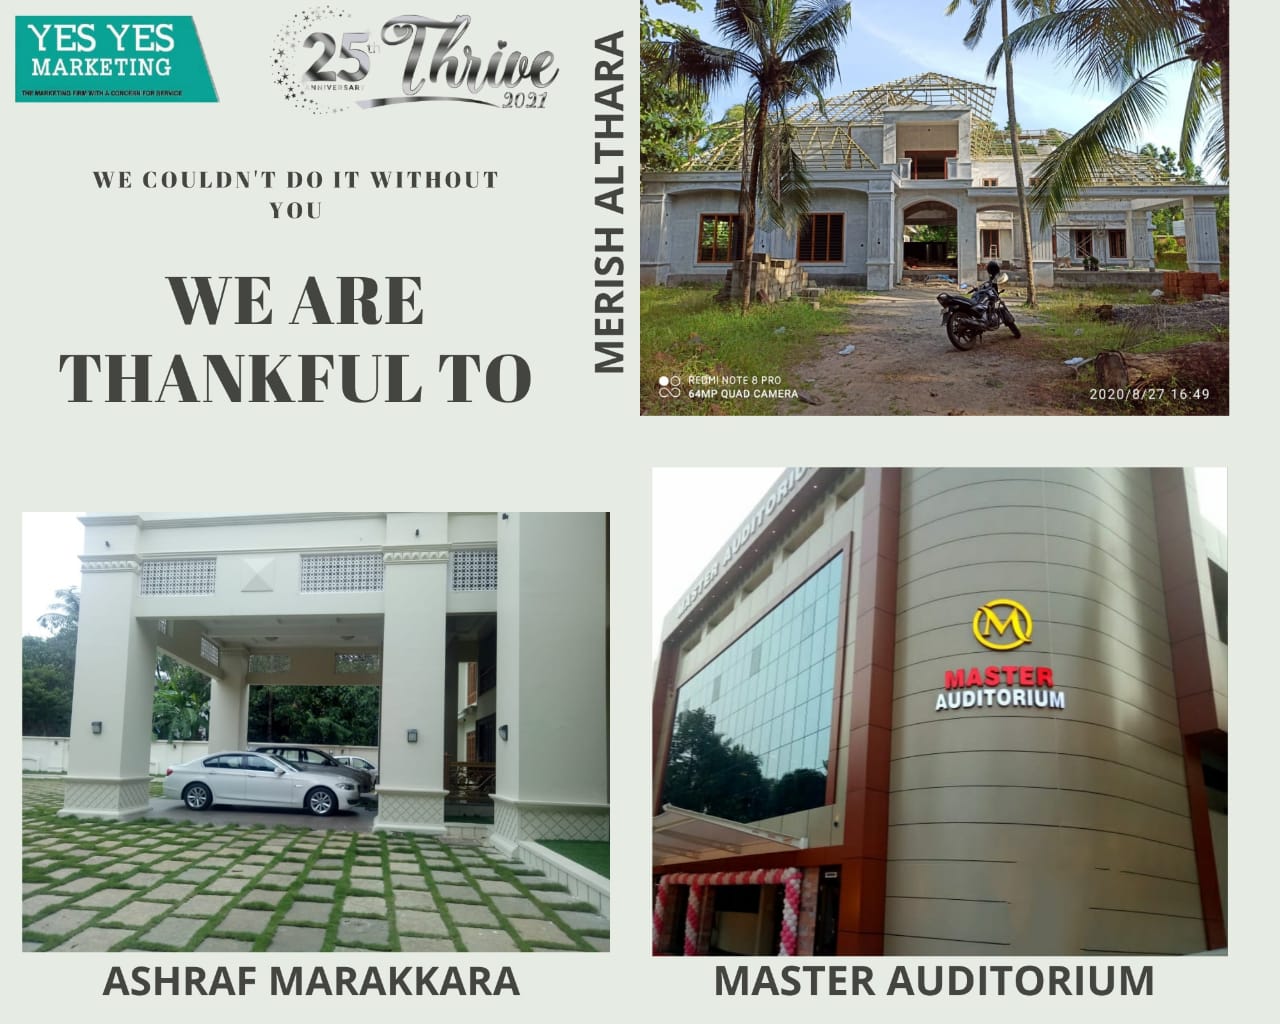 YES YES
MARKETING
THE MARKETING FIRM WITH A CONCERN FOR SERVICE
25th
ANNIVERSARY
Thrive
2021
WE COULDN'T DO IT WITHOUT
YOU
WE ARE
THANKFUL TO
MERISH ALTHARA
REDMI NOTE 8 PRO
64MP QUAD CAMERA
2020/8/27 16:49
MASTER AUDITORIUM
M
MASTER
AUDITORIUM
ASHRAF MARAKKARA
MASTER AUDITORIUM